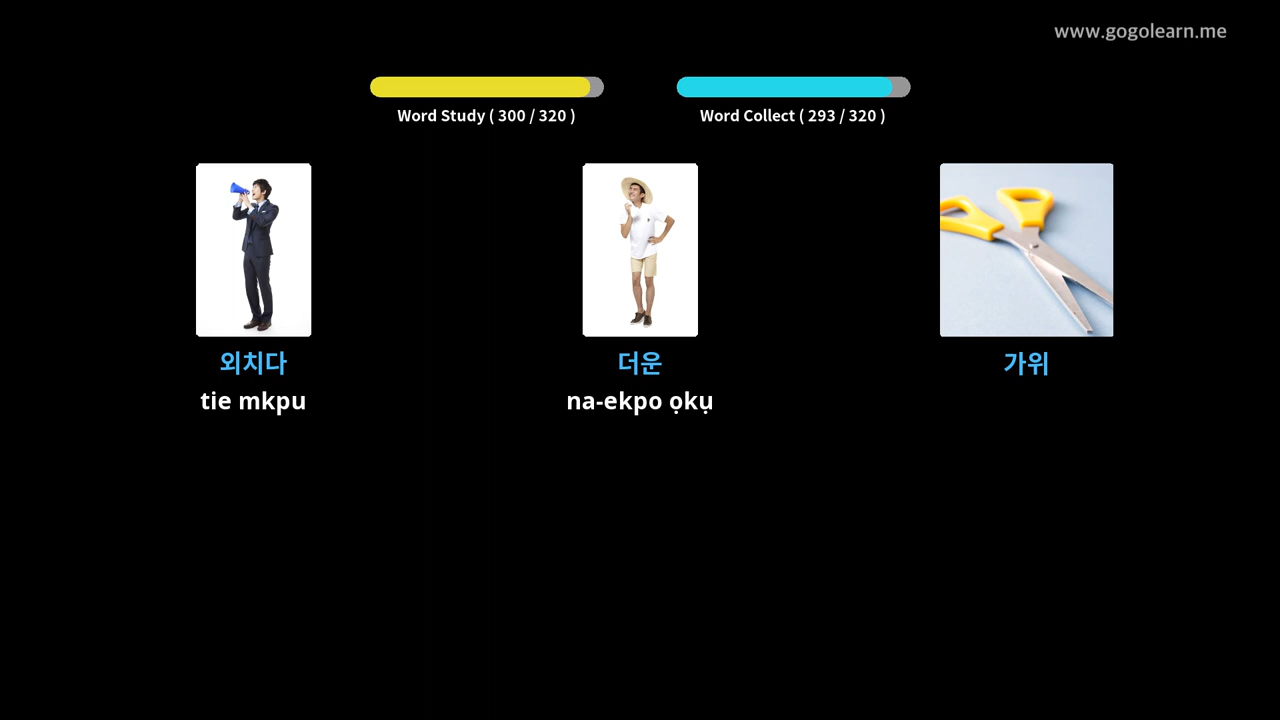 www.gogolearn.me
Word Study ( 300 / 320 )
Word Collect ( 293 / 320 )
외치다
더운
가위
tie mkpu
na-ekpo ọkụ